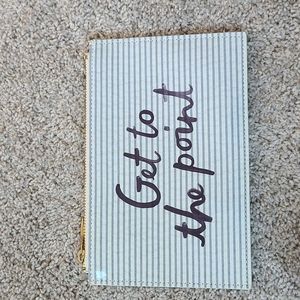 Get to
the point